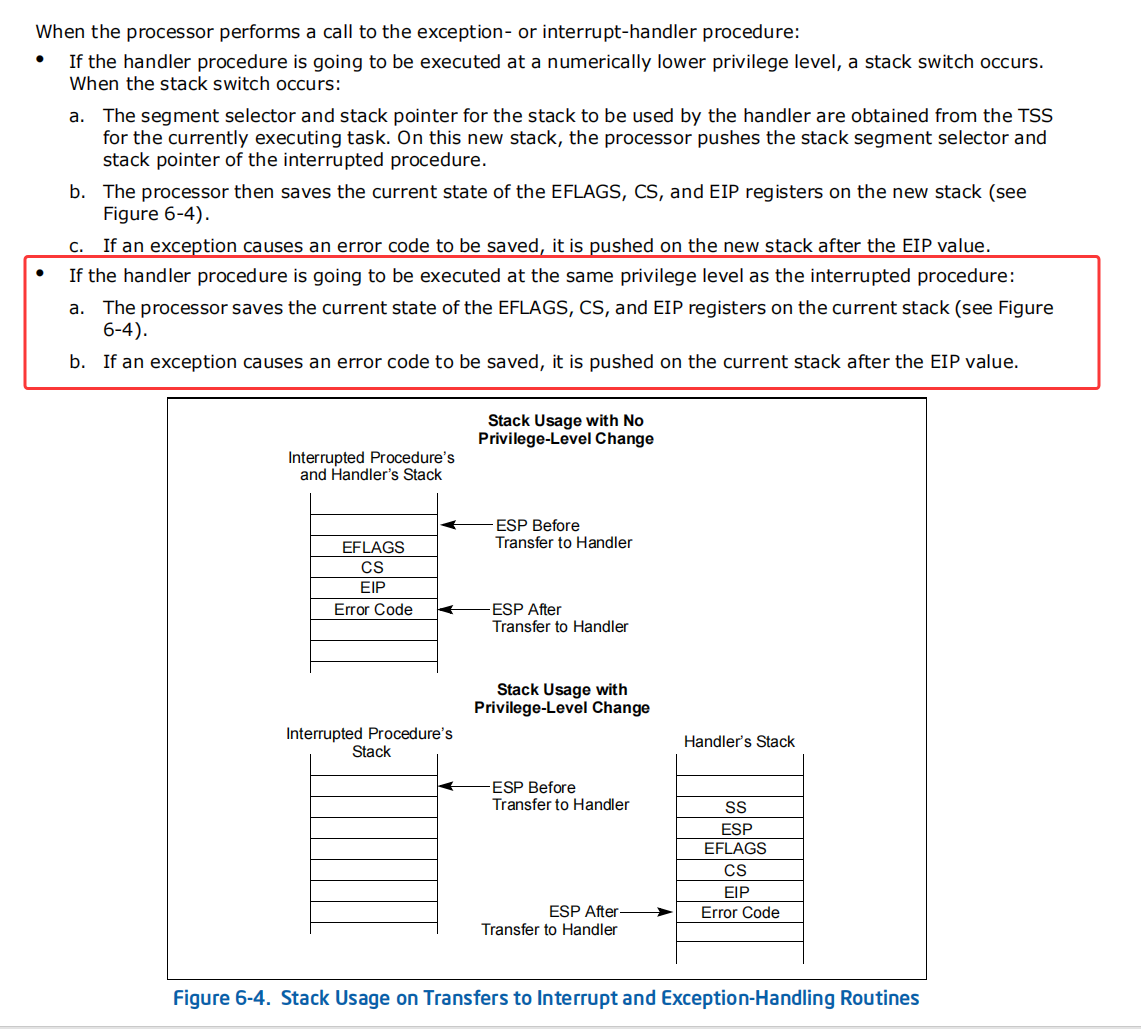 When the processor performs a call to the exception- or interrupt-handler procedure:
• If the handler procedure is going to be executed at a numerically lower privilege level, a stack switch occurs.
When the stack switch occurs:
a. The segment selector and stack pointer for the stack to be used by the handler are obtained from the TSS
for the currently executing task. On this new stack, the processor pushes the stack segment selector and
stack pointer of the interrupted procedure.
b. The processor then saves the current state of the EFLAGS, CS, and EIP registers on the new stack (see
Figure 6-4).
c. If an exception causes an error code to be saved, it is pushed on the new stack after the EIP value.
• If the handler procedure is going to be executed at the same privilege level as the interrupted procedure:
a. The processor saves the current state of the EFLAGS, CS, and EIP registers on the current stack (see Figure
6-4).
b. If an exception causes an error code to be saved, it is pushed on the current stack after the EIP value.
Stack Usage with No
Privilege-Level Change
Interrupted Procedure's
and Handler's Stack
ESP Before
Transfer to Handler
EFLAGS
CS
EIP
Error Code
ESP After
Transfer to Handler
Stack Usage with
Privilege-Level Change
Interrupted Procedure's
Stack
Handler's Stack
ESP Before
Transfer to Handler
SS
ESP
EFLAGS
CS
EIP
Error Code
ESP After
Transfer to Handler
Figure 6-4. Stack Usage on Transfers to Interrupt and Exception-Handling Routines